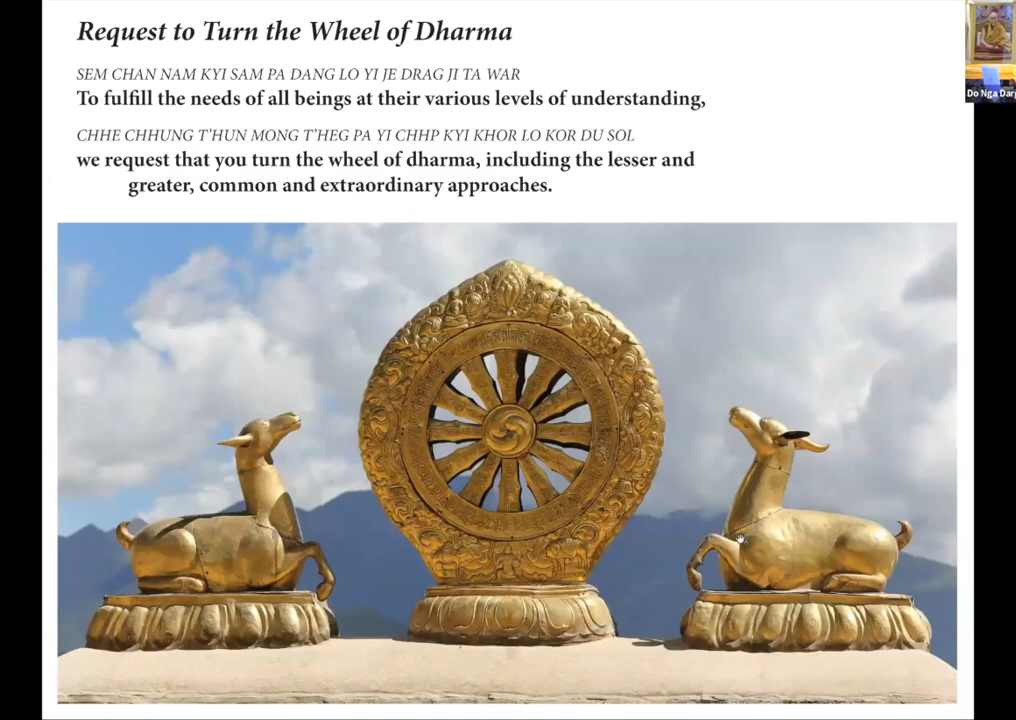 Request to Turn the Wheel of Dharma
SEM CHAN NAM KYI SAM PA DANG LO YI JE DRAG JI TA WAR
To fulfill the needs of all beings at their various levels of understanding,
CHHE CHHUNG T'HUN MONG T'HEG PA YI CHHP KYI KHOR LO KOR DU SOL
we request that you turn the wheel of dharma, including the lesser and
greater, common and extraordinary approaches.
Do Nga Darg